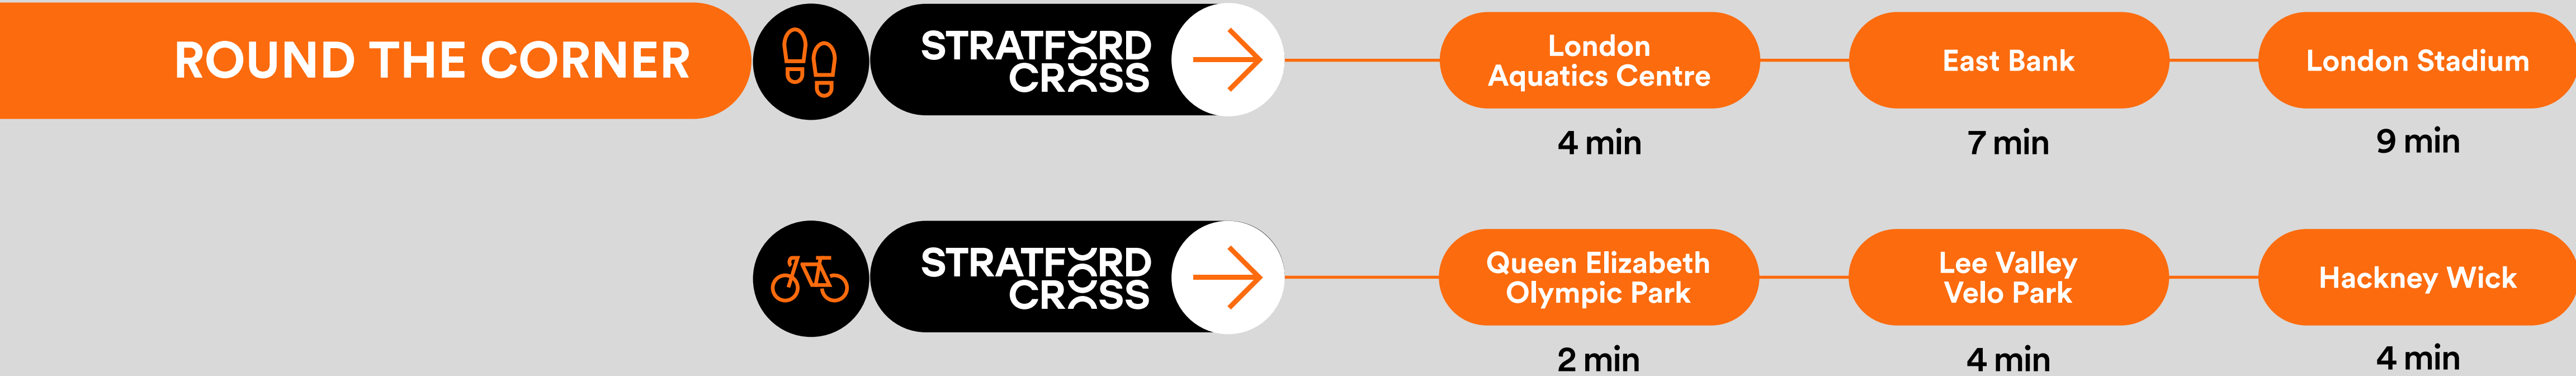 ROUND THE CORNER
STRATFORD
CROSS
London
Aquatics Centre
East Bank
London Stadium
4 min
7 min
9 min
STRATFORD
CROSS
Queen Elizabeth
Olympic Park
Lee Valley
Velo Park
Hackney Wick
2 min
4 min
4 min